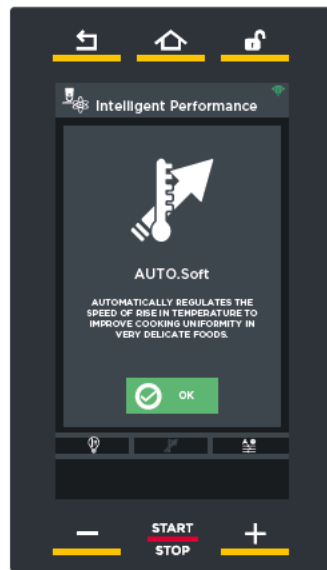 Intelligent Performance
AUTO.Soft
AUTOMATICALLY REGULATES THE
SPEED OF RISE IN TEMPERATURE TO
IMPROVE COOKING UNIFORMITY IN
VERY DELICATE FOODS.
OK
START
STOP